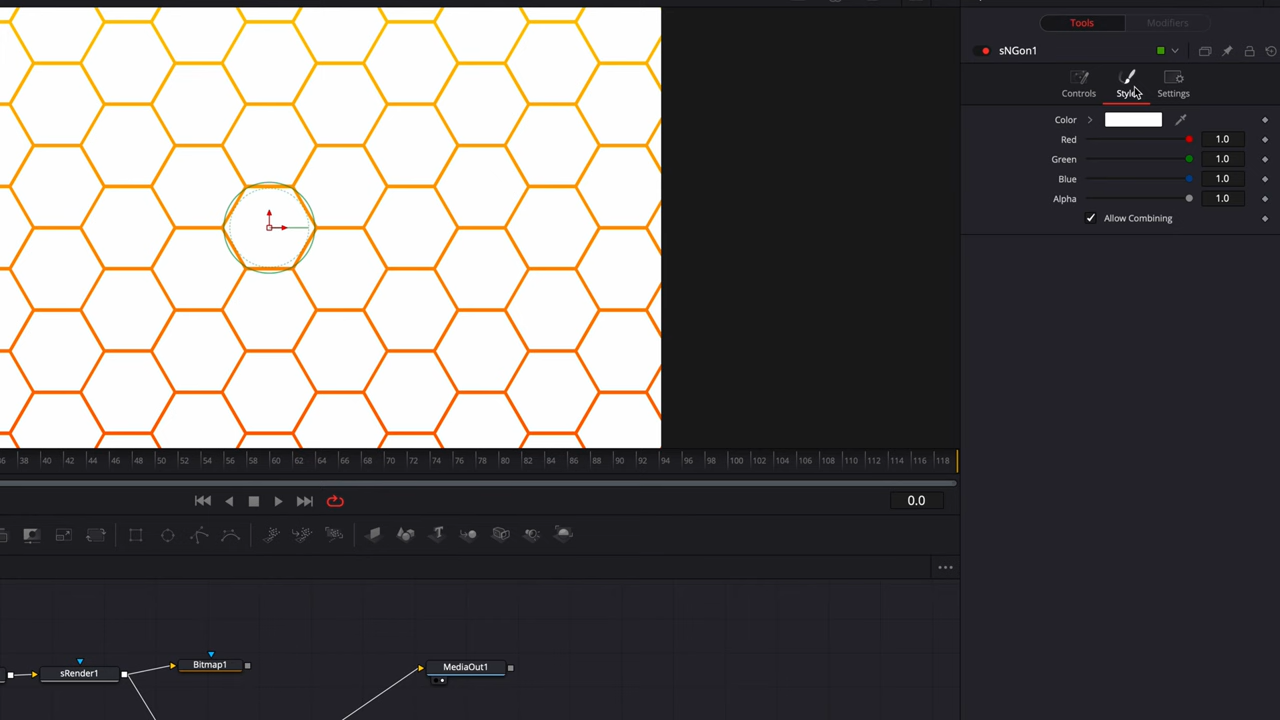 Tools Modifiers
sNGon1
Controls Style Settings
Color
Red 1.0
Green 1.0
Blue 1.0
Alpha 1.0
Allow Combining
38 40 42 44 46 48 50 52 54 56 58 60 62 64 66 68 70 72 74 76 78 80 82 84 86 88 90 92 94 96 98 100 102 104 106 108 110 112 114 116 118
0.0
T
sRender1 Bitmap1 MediaOut1